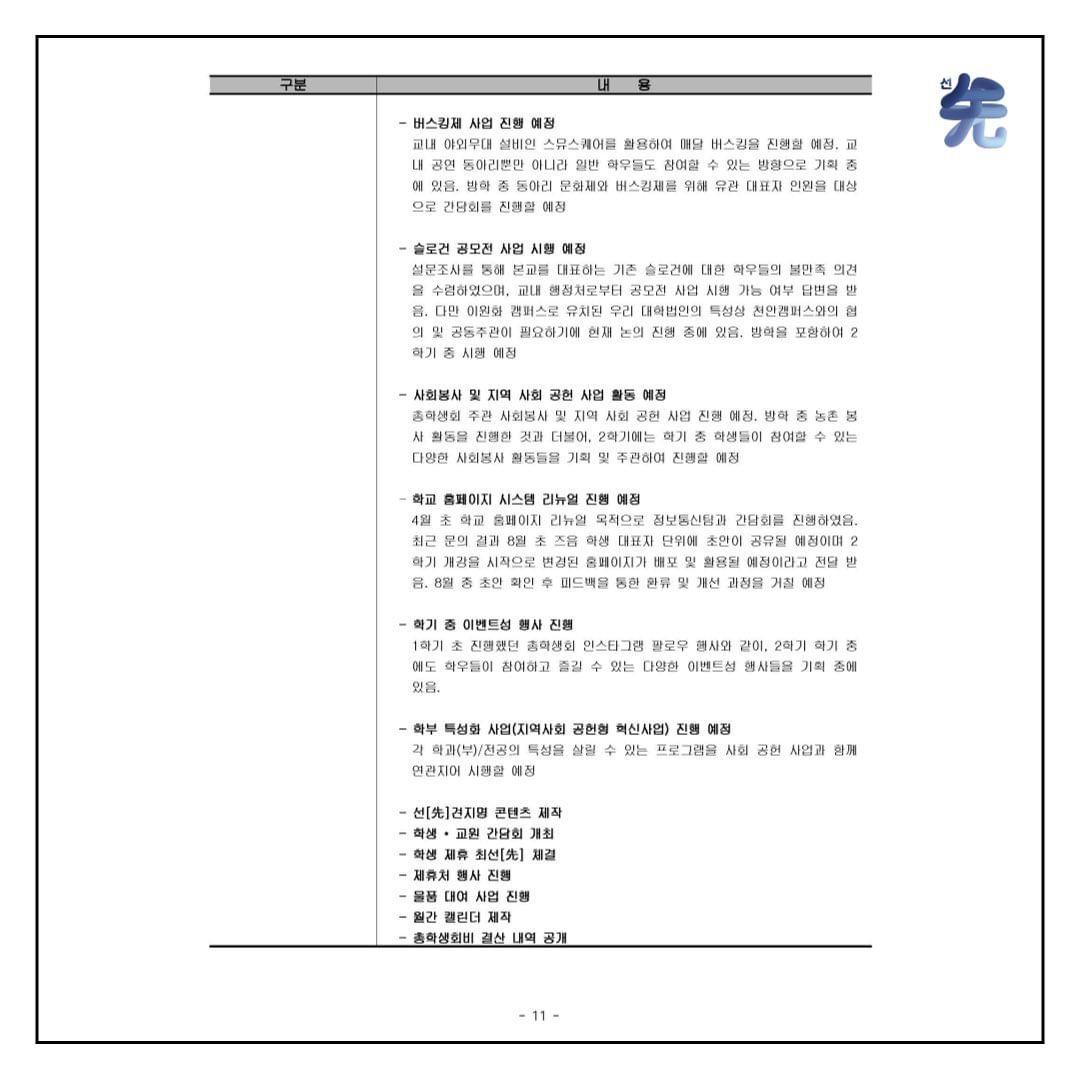 구분 내 용
선 先
- 버스킹제 사업 진행 예정
교내 야외무대 설비인 스뮤스퀘어를 활용하여 매달 버스킹을 진행할 예정. 교
내 공연 동아리뿐만 아니라 일반 학우들도 참여할 수 있는 방향으로 기획 중
에 있음. 방학 중 동아리 문화제와 버스킹제를 위해 유관 대표자 인원을 대상
으로 간담회를 진행할 예정
- 슬로건 공모전 사업 시행 예정
설문조사를 통해 본교를 대표하는 기존 슬로건에 대한 학우들의 불만족 의견
을 수렴하였으며, 교내 행정처로부터 공모전 사업 시행 가능 여부 답변을 받
음. 다만 이원화 캠퍼스로 유치된 우리 대학법인의 특성상 천안캠퍼스와의 협
의 및 공동주관이 필요하기에 현재 논의 진행 중에 있음. 방학을 포함하여 2
학기 중 시행 예정
- 사회봉사 및 지역 사회 공헌 사업 활동 예정
총학생회 주관 사회봉사 및 지역 사회 공헌 사업 진행 예정. 방학 중 농촌 봉
사 활동을 진행한 것과 더불어, 2학기에는 학기 중 학생들이 참여할 수 있는
다양한 사회봉사 활동들을 기획 및 주관하여 진행할 예정
- 학교 홈페이지 시스템 리뉴얼 진행 예정
4월 초 학교 홈페이지 리뉴얼 목적으로 정보통신팀과 간담회를 진행하였음.
최근 문의 결과 8월 초 즈음 학생 대표자 단위에 초안이 공유될 예정이며 2
학기 개강을 시작으로 변경된 홈페이지가 배포 및 활용될 예정이라고 전달 받
음. 8월 중 초안 확인 후 피드백을 통한 환류 및 개선 과정을 거칠 예정
- 학기 중 이벤트성 행사 진행
1학기 초 진행했던 총학생회 인스타그램 팔로우 행사와 같이, 2학기 학기 중
에도 학우들이 참여하고 즐길 수 있는 다양한 이벤트성 행사들을 기획 중에
있음.
- 학부 특성화 사업(지역사회 공헌형 혁신사업) 진행 예정
각 학과(부)/전공의 특성을 살릴 수 있는 프로그램을 사회 공헌 사업과 함께
연관지어 시행할 예정
- 선[先]견지명 콘텐츠 제작
- 학생 • 교원 간담회 개최
- 학생 제휴 최선[先] 체결
- 제휴처 행사 진행
- 물품 대여 사업 진행
- 월간 캘린더 제작
- 총학생회비 결산 내역 공개
- 11 -